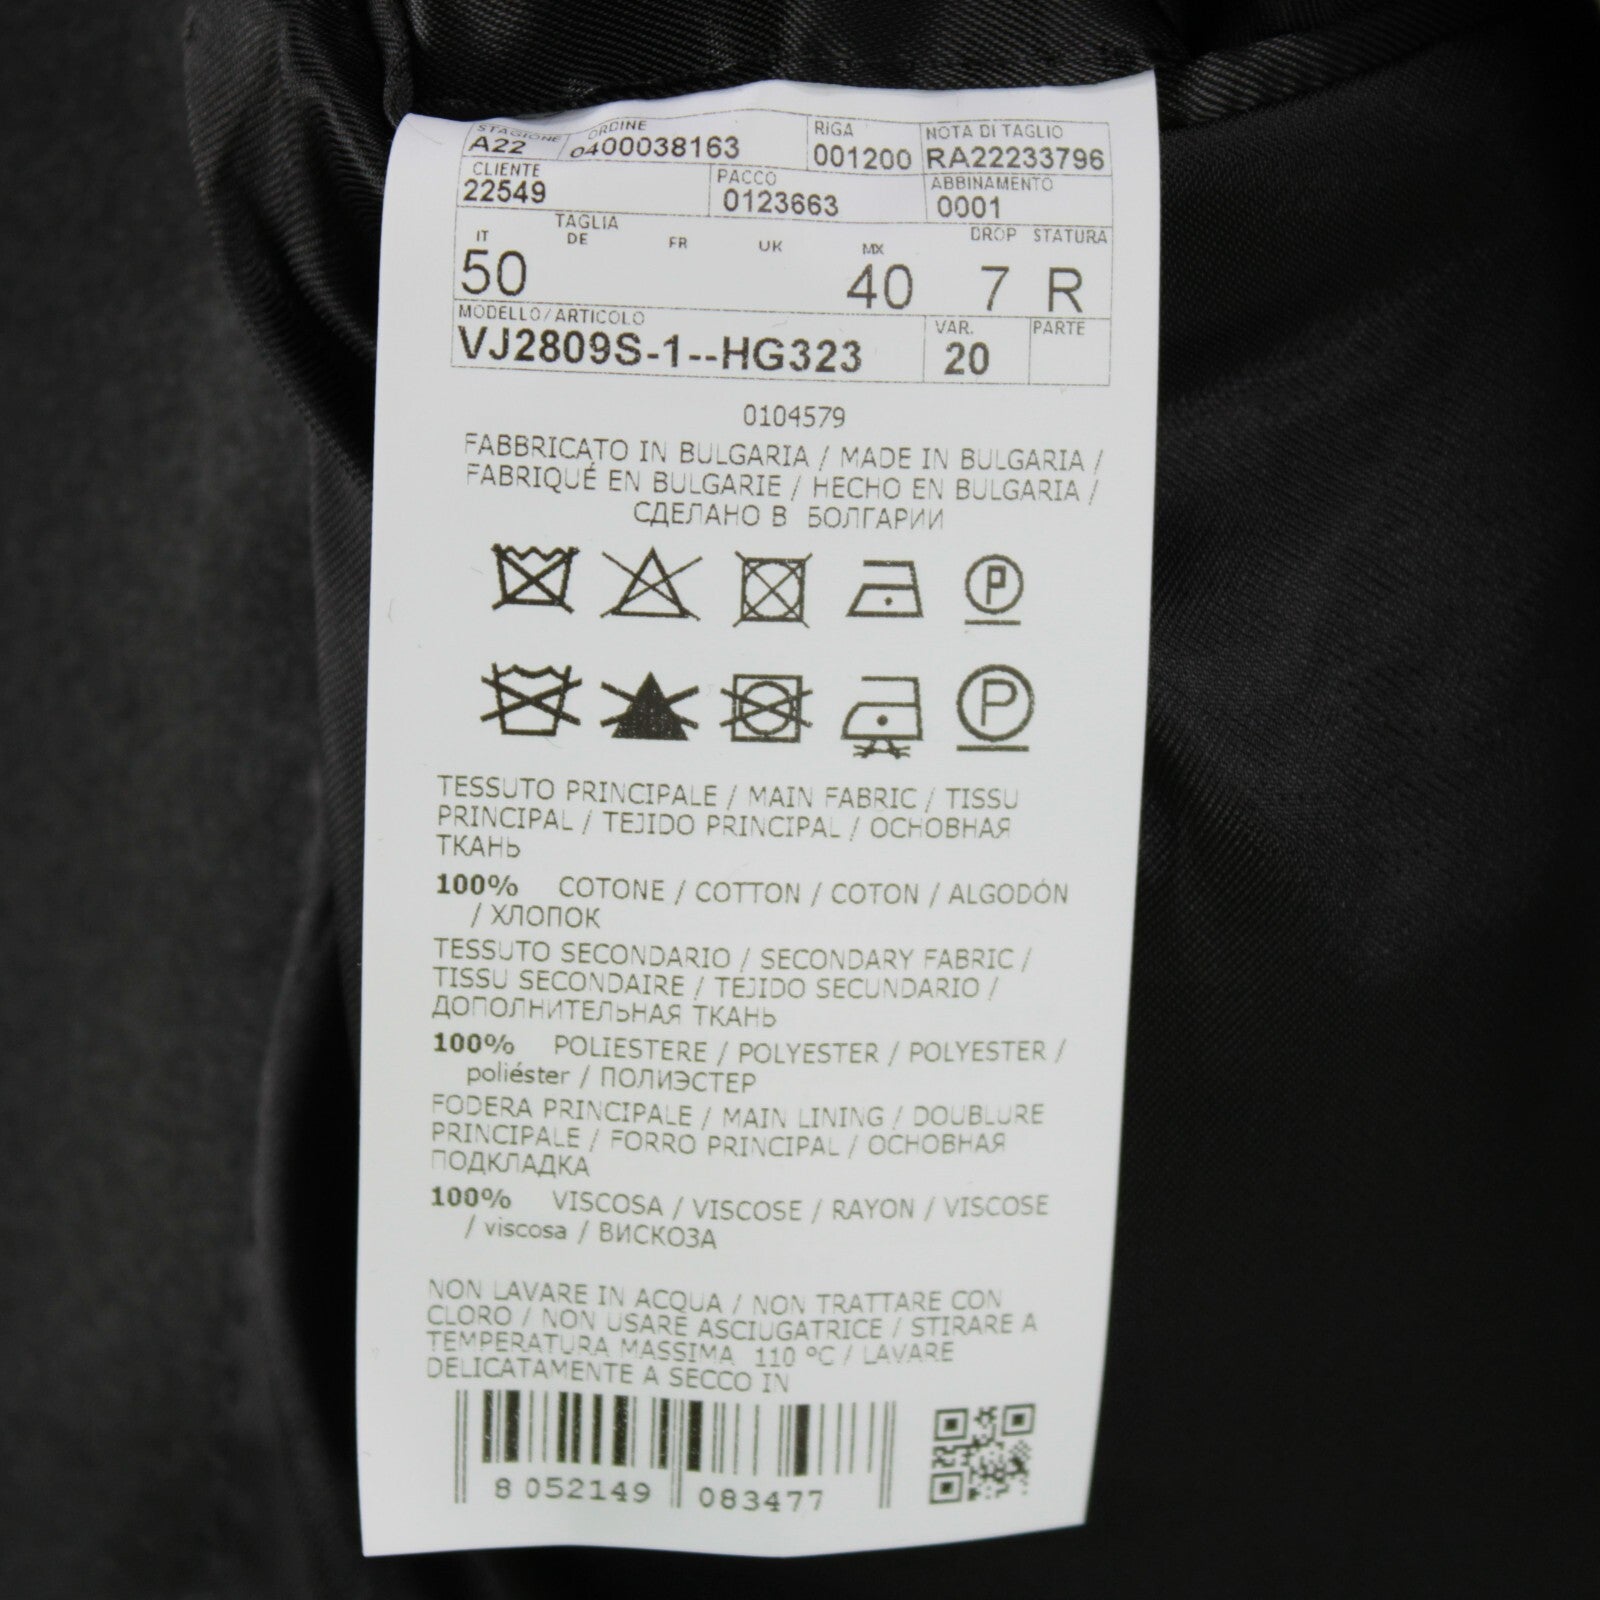 STAGIONE ORDINE RIGA NOTA DI TAGLIO
A22 0400038163 001200 RA22233796
CLIENTE PACCO ABBINAMENTO
22549 0123663 0001
TAGLIA
IT DE FR UK MX DROP STATURA
50 40 7 R
MODELLO/ARTICOLO VAR. PARTE
VJ2809S-1--HG323 20
0104579
FABBRICATO IN BULGARIA / MADE IN BULGARIA /
FABRIQUÉ EN BULGARIE / HECHO EN BULGARIA /
СДЕЛАНО В БОЛГАРИИ
P
P
TESSUTO PRINCIPALE / MAIN FABRIC / TISSU
PRINCIPAL / TEJIDO PRINCIPAL / ОСНОВНАЯ
ТКАНЬ
100% COTONE / COTTON / COTON / ALGODÓN
/ ХЛОПОК
TESSUTO SECONDARIO / SECONDARY FABRIC /
TISSU SECONDAIRE / TEJIDO SECUNDARIO /
ДОПОЛНИТЕЛЬНАЯ ТКАНЬ
100% POLIESTERE / POLYESTER / POLYESTER /
poliéster / ПОЛИЭСТЕР
FODERA PRINCIPALE / MAIN LINING / DOUBLURE
PRINCIPALE / FORRO PRINCIPAL / ОСНОВНАЯ
ПОДКЛАДКА
100% VISCOSA / VISCOSE / RAYON / VISCOSE
/ viscosa / ВИСКОЗА
NON LAVARE IN ACQUA / NON TRATTARE CON
CLORO / NON USARE ASCIUGATRICE / STIRARE A
TEMPERATURA MASSIMA 110 ºC / LAVARE
DELICATAMENTE A SECCO IN
8 052149 083477